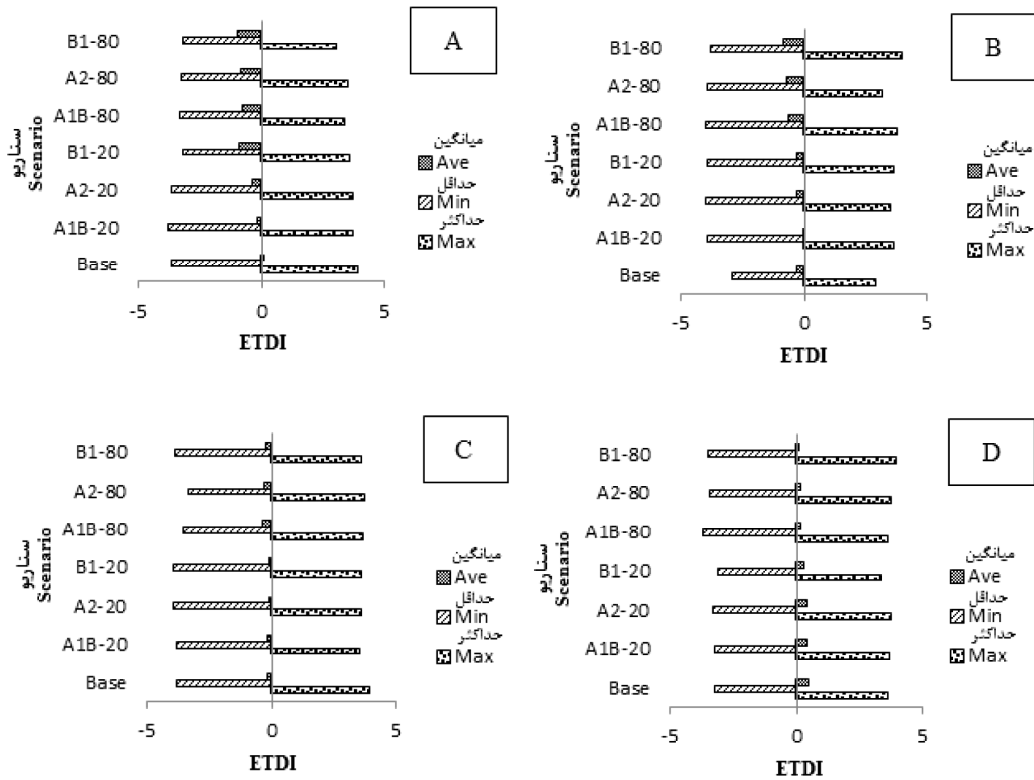 A
B1-80
A2-80
A1B-80
B1-20
A2-20
A1B-20
Base
سناریو
Scenario
-5 0 5
ETDI
میانگین
Ave
حداقل
Min
حداکثر
Max
B
B1-80
A2-80
A1B-80
B1-20
A2-20
A1B-20
Base
-5 0 5
ETDI
میانگین
Ave
حداقل
Min
حداکثر
Max
C
B1-80
A2-80
A1B-80
B1-20
A2-20
A1B-20
Base
سناریو
Scenario
-5 0 5
ETDI
میانگین
Ave
حداقل
Min
حداکثر
Max
D
B1-80
A2-80
A1B-80
B1-20
A2-20
A1B-20
Base
-5 0 5
ETDI
میانگین
Ave
حداقل
Min
حداکثر
Max